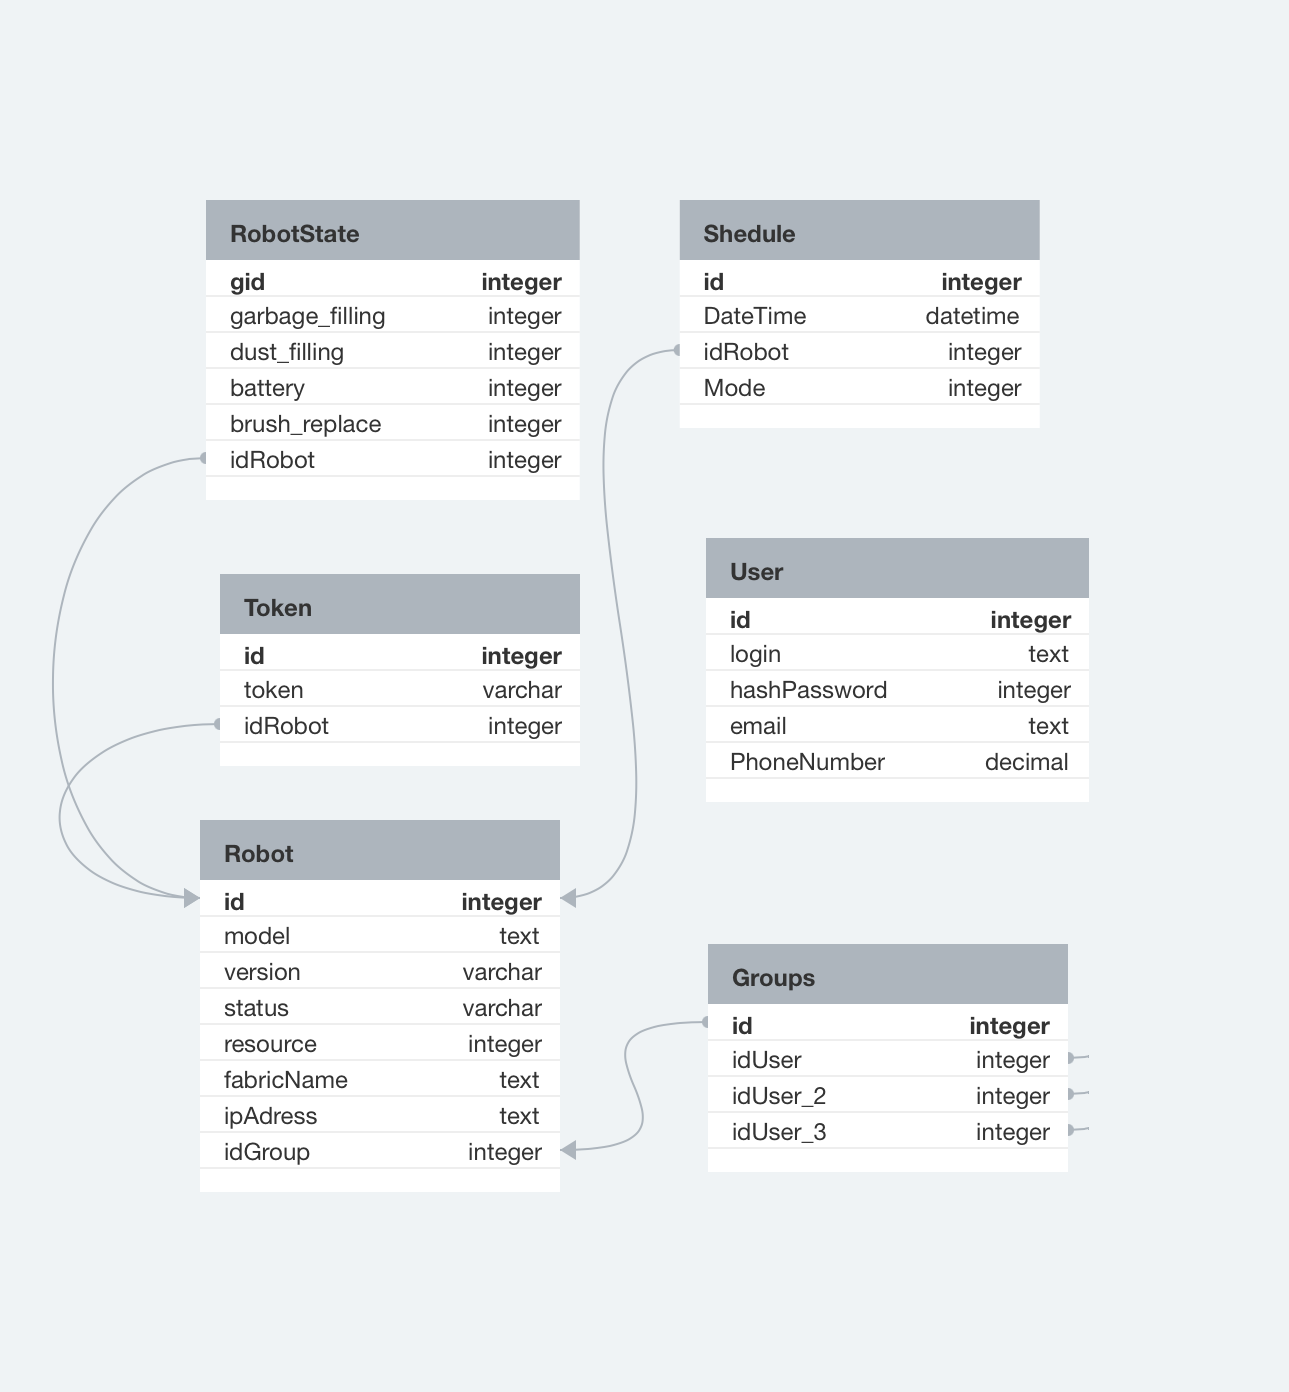 RobotState
gid integer
garbage_filling integer
dust_filling integer
battery integer
brush_replace integer
idRobot integer
Shedule
id integer
DateTime datetime
idRobot integer
Mode integer
Token
id integer
token varchar
idRobot integer
User
id integer
login text
hashPassword integer
email text
PhoneNumber decimal
Robot
id integer
model text
version varchar
status varchar
resource integer
fabricName text
ipAdress text
idGroup integer
Groups
id integer
idUser integer
idUser_2 integer
idUser_3 integer